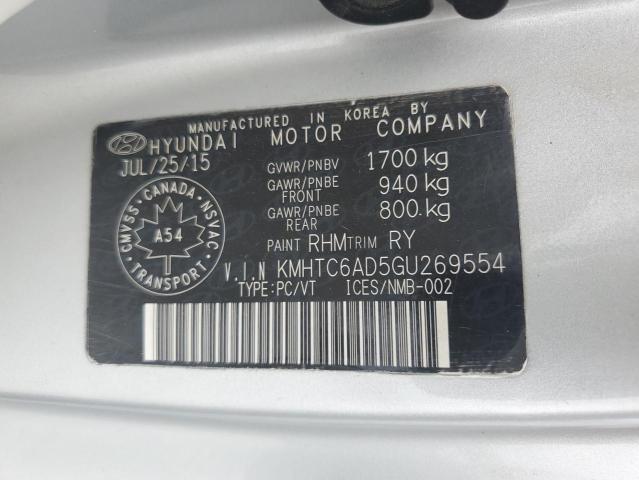 MANUFACTURED IN KOREA BY
HYUNDAI MOTOR COMPANY
JUL/25/15
GVWR/PNBV 1700 kg
GAWR/PNBE FRONT 940 kg
GAWR/PNBE REAR 800.kg
CMVSS · CANADA · NSVAC
A54
TRANSPORT
PAINT RHM TRIM RY
V.I.N KMHTC6AD5GU269554
TYPE:PC/VT ICES/NMB-002